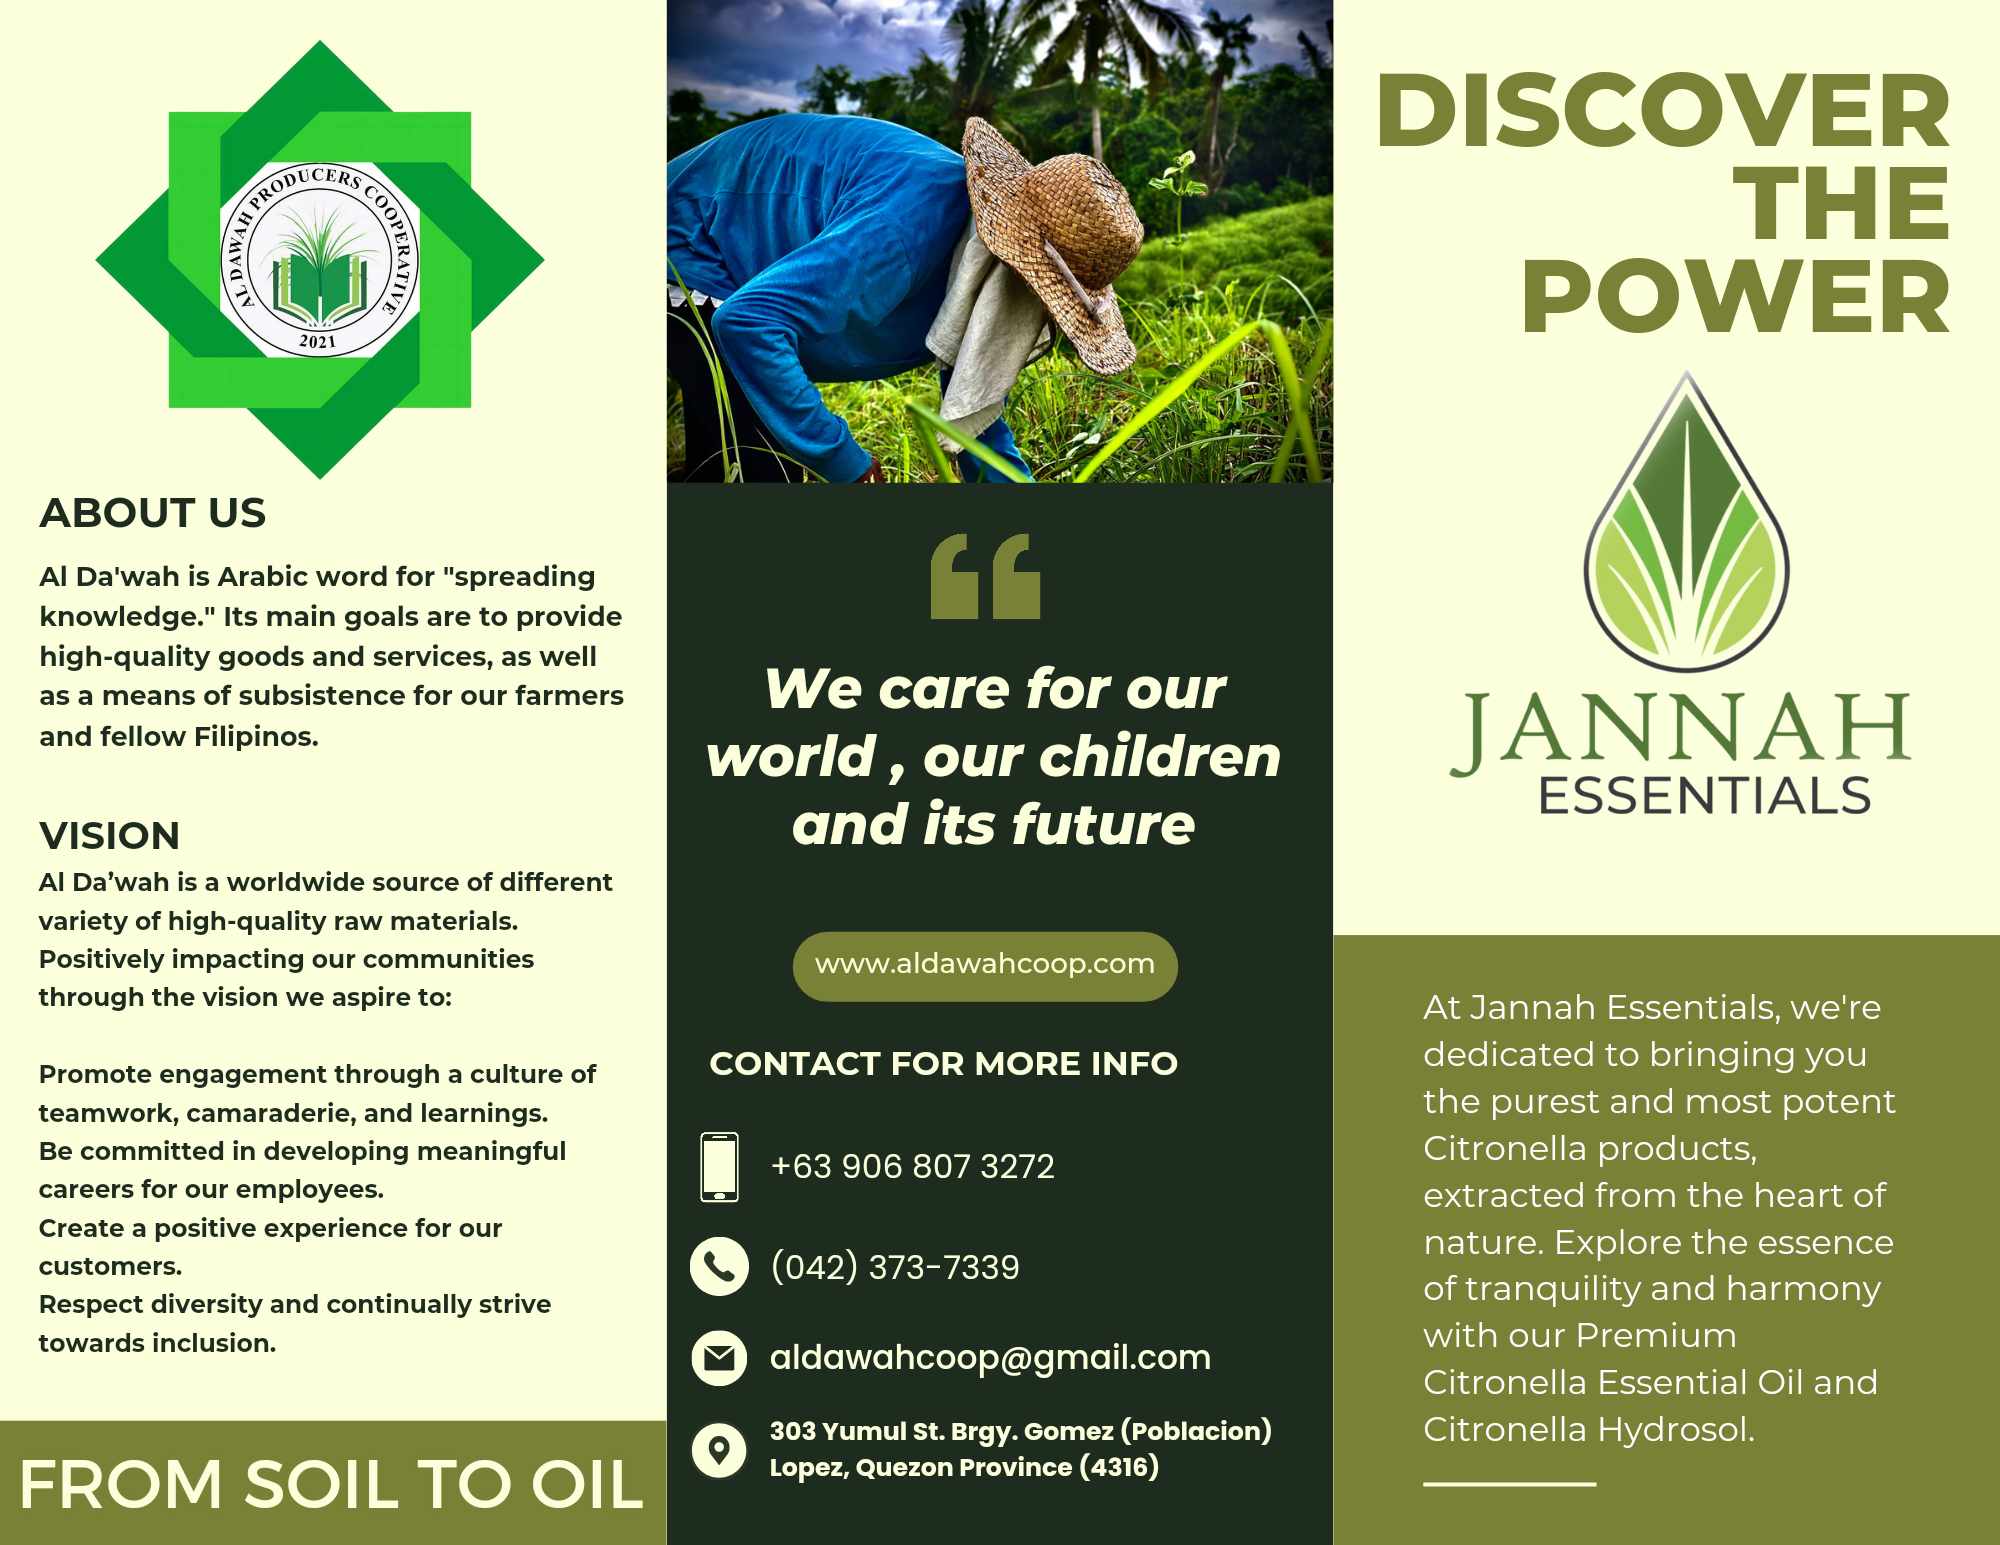 AL DAWAH PRODUCERS COOPERATIVE
2021
ABOUT US
Al Da'wah is Arabic word for "spreading
knowledge." Its main goals are to provide
high-quality goods and services, as well
as a means of subsistence for our farmers
and fellow Filipinos.
VISION
Al Da’wah is a worldwide source of different
variety of high-quality raw materials.
Positively impacting our communities
through the vision we aspire to:
Promote engagement through a culture of
teamwork, camaraderie, and learnings.
Be committed in developing meaningful
careers for our employees.
Create a positive experience for our
customers.
Respect diversity and continually strive
towards inclusion.
FROM SOIL TO OIL
“
We care for our
world , our children
and its future
www.aldawahcoop.com
CONTACT FOR MORE INFO
+63 906 807 3272
(042) 373-7339
aldawahcoop@gmail.com
303 Yumul St. Brgy. Gomez (Poblacion)
Lopez, Quezon Province (4316)
DISCOVER
THE
POWER
JANNAH
ESSENTIALS
At Jannah Essentials, we're
dedicated to bringing you
the purest and most potent
Citronella products,
extracted from the heart of
nature. Explore the essence
of tranquility and harmony
with our Premium
Citronella Essential Oil and
Citronella Hydrosol.